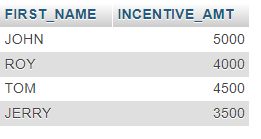 FIRST_NAME INCENTIVE_AMT
JOHN 5000
ROY 4000
TOM 4500
JERRY 3500